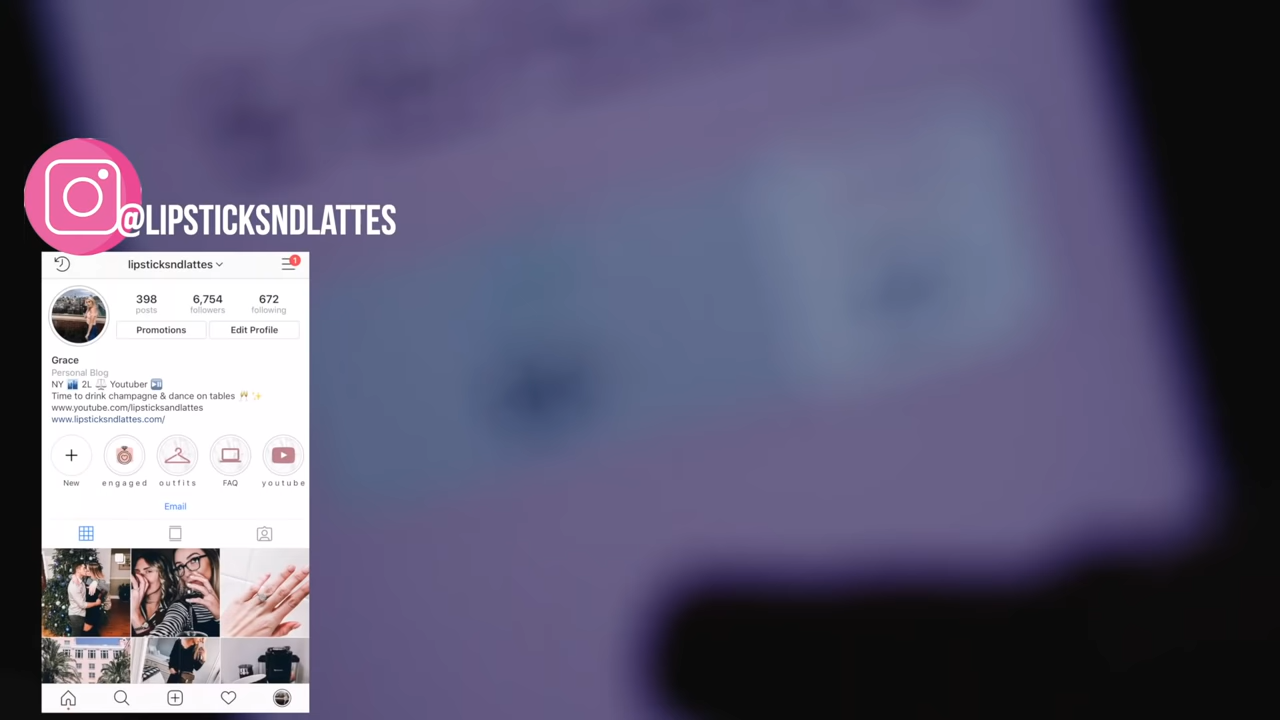 @LIPSTICKSNDLATTES
lipsticksndlattes
1
398 6,754 672
posts followers following
Promotions Edit Profile
Grace
Personal Blog
NY 🌃 2L ⚖️ Youtuber ⏯️
Time to drink champagne & dance on tables 🥂 ✨
www.youtube.com/lipsticksandlattes
www.lipsticksndlattes.com/
New engaged outfits FAQ youtube
Email